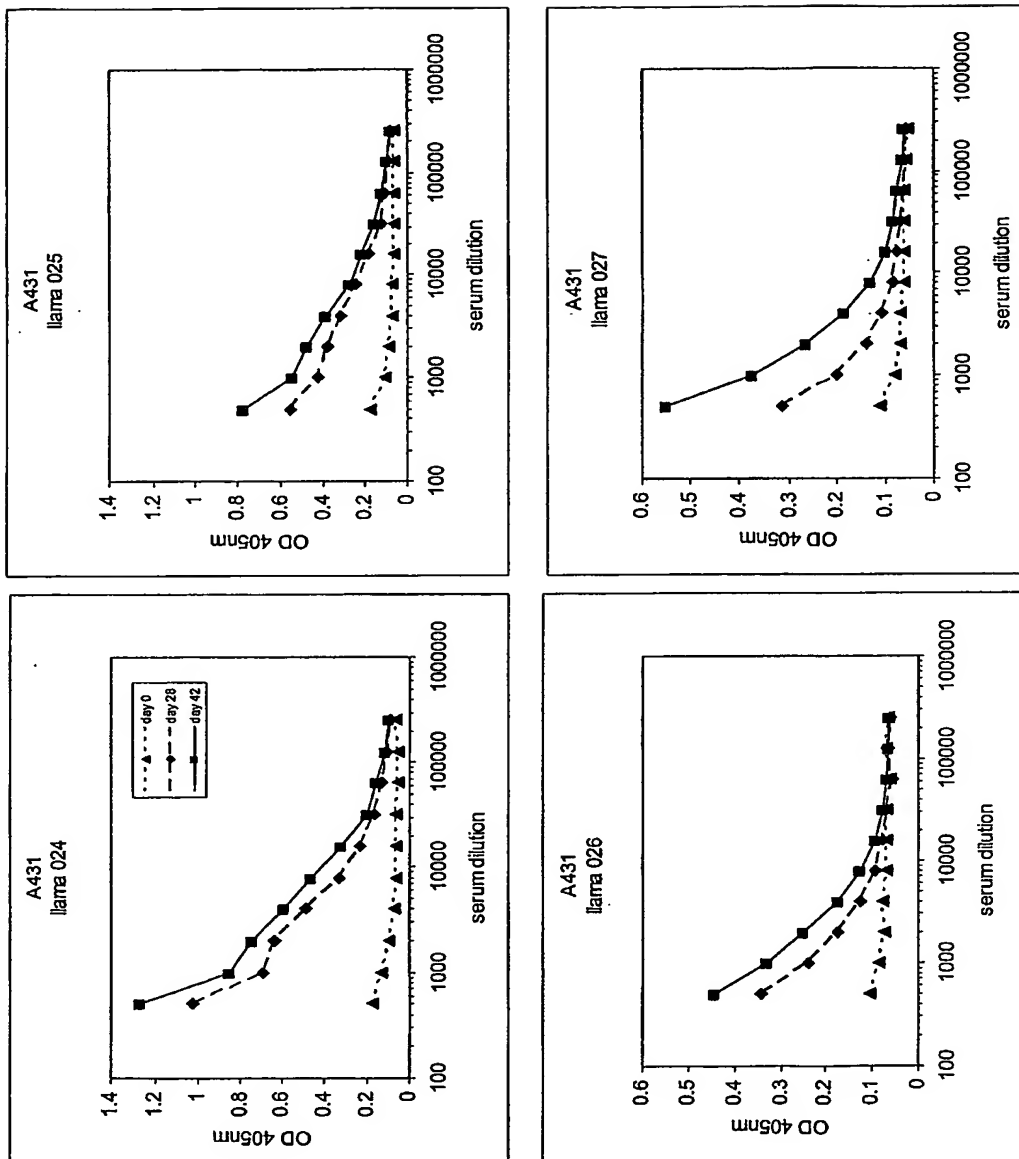 A431
llama 024
1.4
1.2
1
0.8
0.6
0.4
0.2
0
OD 405nm
100
1000
10000
100000
1000000
serum dilution
day 0
day 28
day 42
A431
llama 025
1.4
1.2
1
0.8
0.6
0.4
0.2
0
OD 405nm
100
1000
10000
100000
1000000
serum dilution
A431
llama 026
0.6
0.5
0.4
0.3
0.2
0.1
0
OD 405nm
100
1000
10000
100000
1000000
serum dilution
A431
llama 027
0.6
0.5
0.4
0.3
0.2
0.1
0
OD 405nm
100
1000
10000
100000
1000000
serum dilution